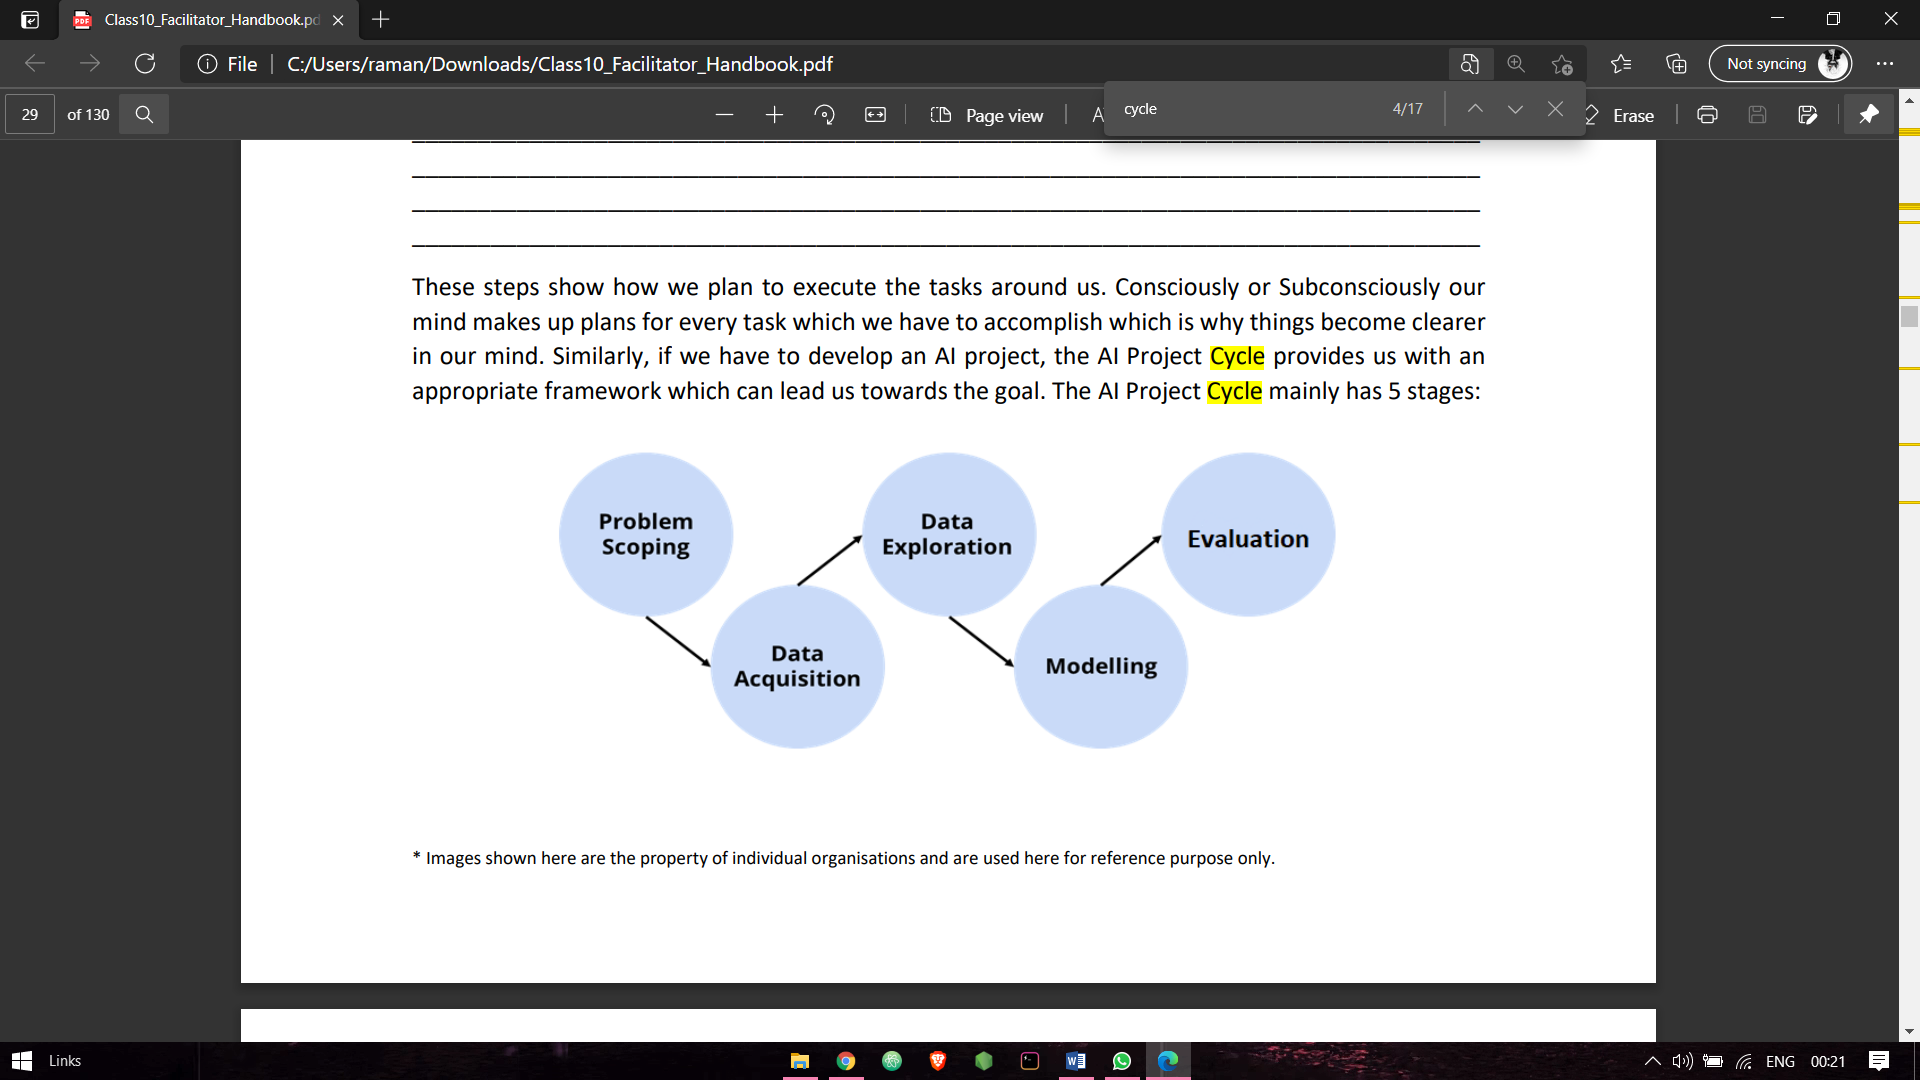 Class10_Facilitator_Handbook.pd
File
C:/Users/raman/Downloads/Class10_Facilitator_Handbook.pdf
Not syncing
29 of 130
Page view
cycle
4/17
Erase
These steps show how we plan to execute the tasks around us. Consciously or Subconsciously our
mind makes up plans for every task which we have to accomplish which is why things become clearer
in our mind. Similarly, if we have to develop an AI project, the AI Project Cycle provides us with an
appropriate framework which can lead us towards the goal. The AI Project Cycle mainly has 5 stages:
Problem
Scoping
Data
Acquisition
Data
Exploration
Modelling
Evaluation
* Images shown here are the property of individual organisations and are used here for reference purpose only.
Links
ENG
00:21